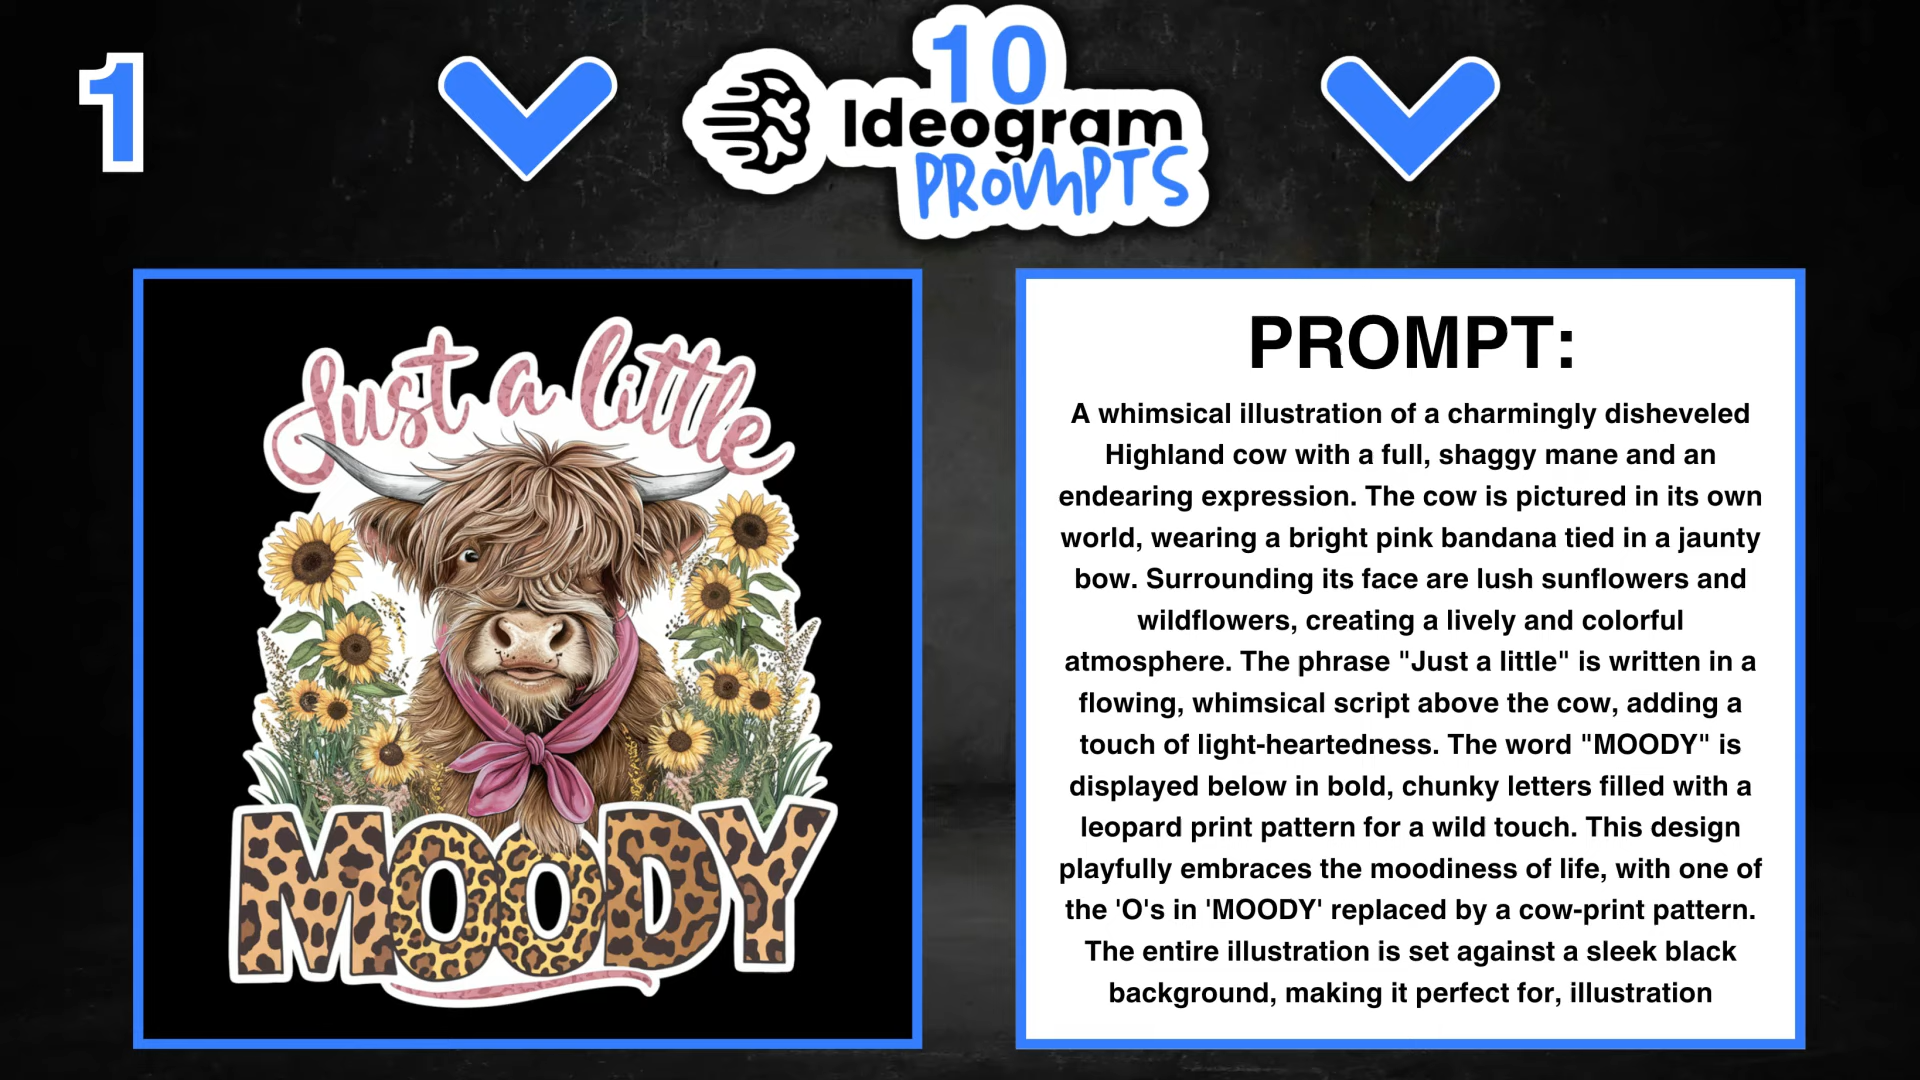 1
10
Ideogram
PROMPTS
Just a little
MOODY
PROMPT:
A whimsical illustration of a charmingly disheveled
Highland cow with a full, shaggy mane and an
endearing expression. The cow is pictured in its own
world, wearing a bright pink bandana tied in a jaunty
bow. Surrounding its face are lush sunflowers and
wildflowers, creating a lively and colorful
atmosphere. The phrase "Just a little" is written in a
flowing, whimsical script above the cow, adding a
touch of light-heartedness. The word "MOODY" is
displayed below in bold, chunky letters filled with a
leopard print pattern for a wild touch. This design
playfully embraces the moodiness of life, with one of
the 'O's in 'MOODY' replaced by a cow-print pattern.
The entire illustration is set against a sleek black
background, making it perfect for, illustration